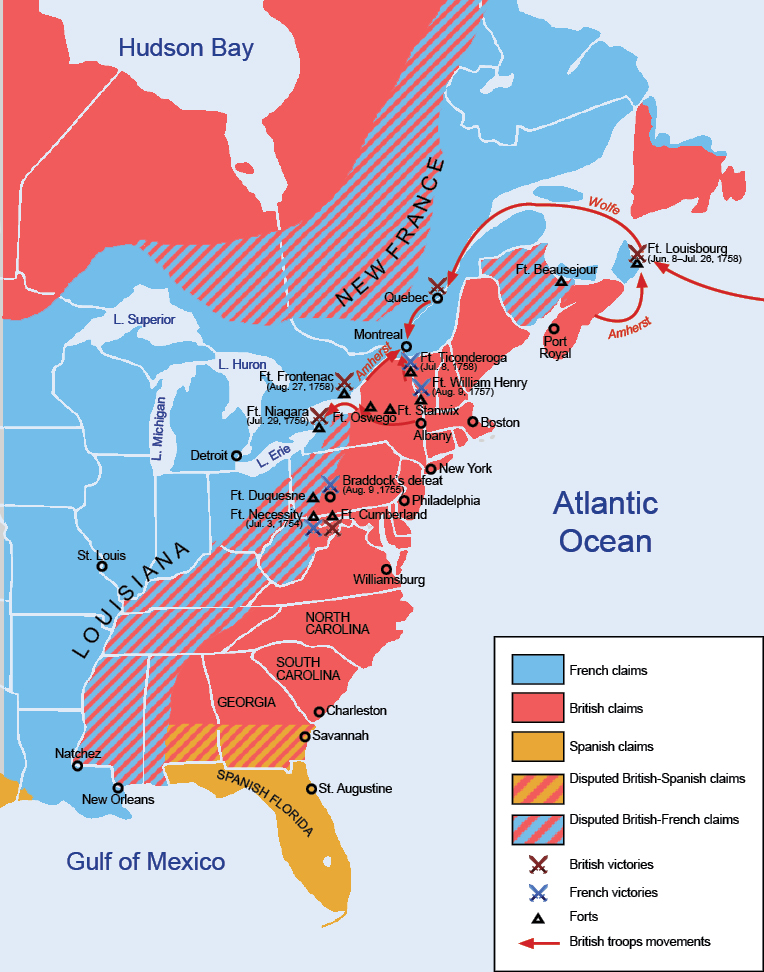 Hudson Bay
NEW FRANCE
Wolfe
Ft. Louisbourg
(Jun. 8–Jul. 26, 1758)
Ft. Beausejour
Quebec
L. Superior
Amherst
Montreal
Port
Royal
L. Huron
Ft. Ticonderoga
(Jul. 8, 1758)
Amherst
Ft. Frontenac
(Aug. 27, 1758)
Ft. William Henry
(Aug. 9, 1757)
L. Michigan
Ft. Niagara
(Jul. 29, 1759)
Ft. Oswego
Ft. Stanwix
Albany
Boston
Detroit
L. Erie
New York
Braddock's defeat
(Aug. 9 ,1755)
Ft. Duquesne
Philadelphia
Ft. Necessity
(Jul. 3, 1754)
Ft. Cumberland
Atlantic
Ocean
St. Louis
LOUISIANA
Williamsburg
NORTH
CAROLINA
SOUTH
CAROLINA
GEORGIA
Charleston
Savannah
Natchez
New Orleans
SPANISH FLORIDA
St. Augustine
Gulf of Mexico
French claims
British claims
Spanish claims
Disputed British-Spanish claims
Disputed British-French claims
British victories
French victories
Forts
British troops movements